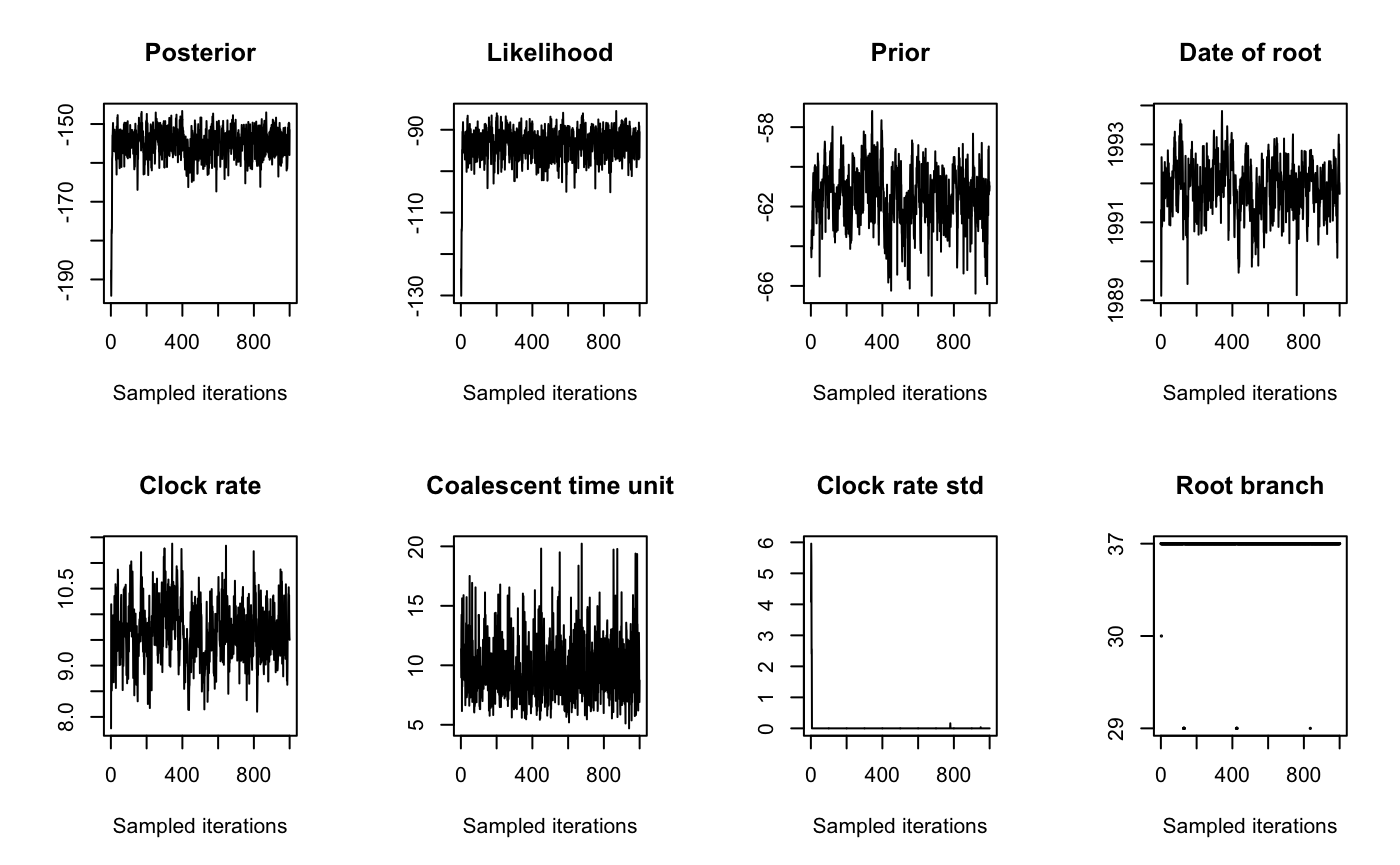 Posterior
-150
-170
-190
0 400 800
Sampled iterations
Likelihood
-90
-110
-130
0 400 800
Sampled iterations
Prior
-58
-62
-66
0 400 800
Sampled iterations
Date of root
1993
1991
1989
0 400 800
Sampled iterations
Clock rate
10.5
9.0
8.0
0 400 800
Sampled iterations
Coalescent time unit
20
15
10
5
0 400 800
Sampled iterations
Clock rate std
6
5
4
3
2
1
0
0 400 800
Sampled iterations
Root branch
37
30
29
0 400 800
Sampled iterations